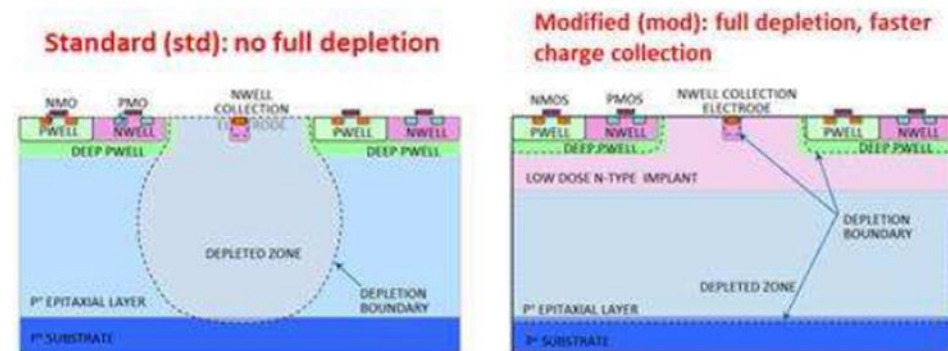 Standard (std): no full depletion
NMO PMO
NWELL
COLLECTION
ELECTRODE
PWELL NWELL PWELL NWELL
DEEP PWELL DEEP PWELL
DEPLETED ZONE
P⁻ EPITAXIAL LAYER
DEPLETION
BOUNDARY
SUBSTRATE
Modified (mod): full depletion, faster
charge collection
NMOS PMOS
NWELL COLLECTION
ELECTRODE
PWELL NWELL PWELL NWELL
DEEP PWELL DEEP PWELL
LOW DOSE N-TYPE IMPLANT
DEPLETION
BOUNDARY
DEPLETED ZONE
P⁻ EPITAXIAL LAYER
SUBSTRATE